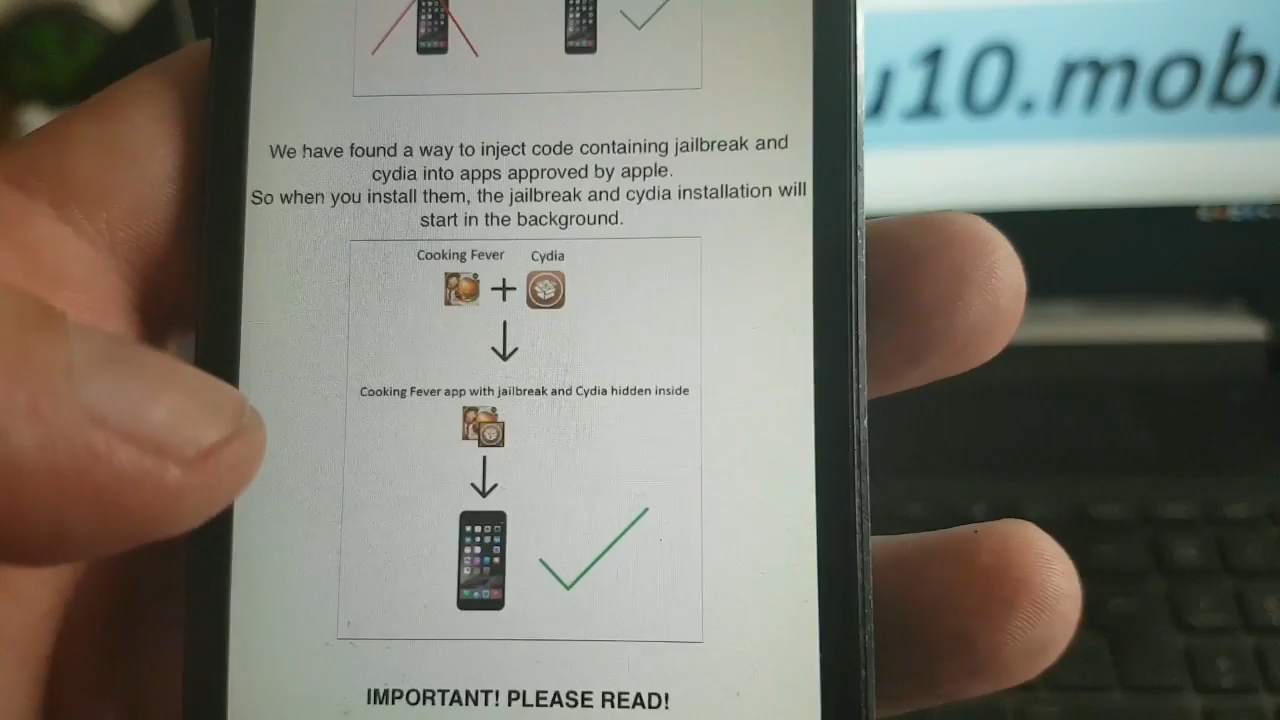 u10.mobi
We have found a way to inject code containing jailbreak and
cydia into apps approved by apple.
So when you install them, the jailbreak and cydia installation will
start in the background.
Cooking Fever Cydia
+
Cooking Fever app with jailbreak and Cydia hidden inside
IMPORTANT! PLEASE READ!